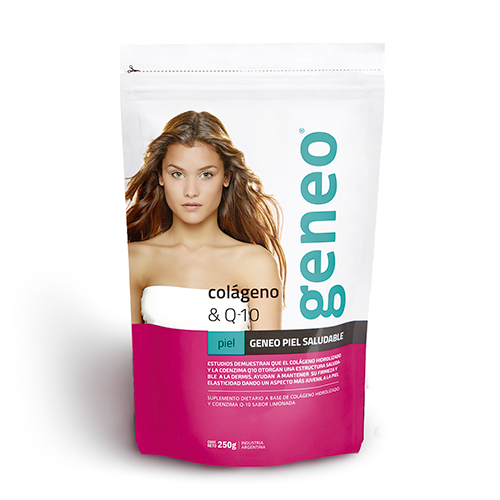 geneo®
colágeno
& Q-10
piel
GENEO PIEL SALUDABLE
ESTUDIOS DEMUESTRAN QUE EL COLÁGENO HIDROLIZADO
Y LA COENZIMA Q10 OTORGAN UNA ESTRUCTURA SALUDA-
BLE A LA DERMIS, AYUDAN A MANTENER SU FIRMEZA Y
ELASTICIDAD DANDO UN ASPECTO MÁS JUVENIL A LA PIEL
SUPLEMENTO DIETARIO A BASE DE COLÁGENO HIDROLIZADO
Y COENZIMA Q-10 SABOR LIMONADA
CONT. NETO 250g
INDUSTRIA
ARGENTINA